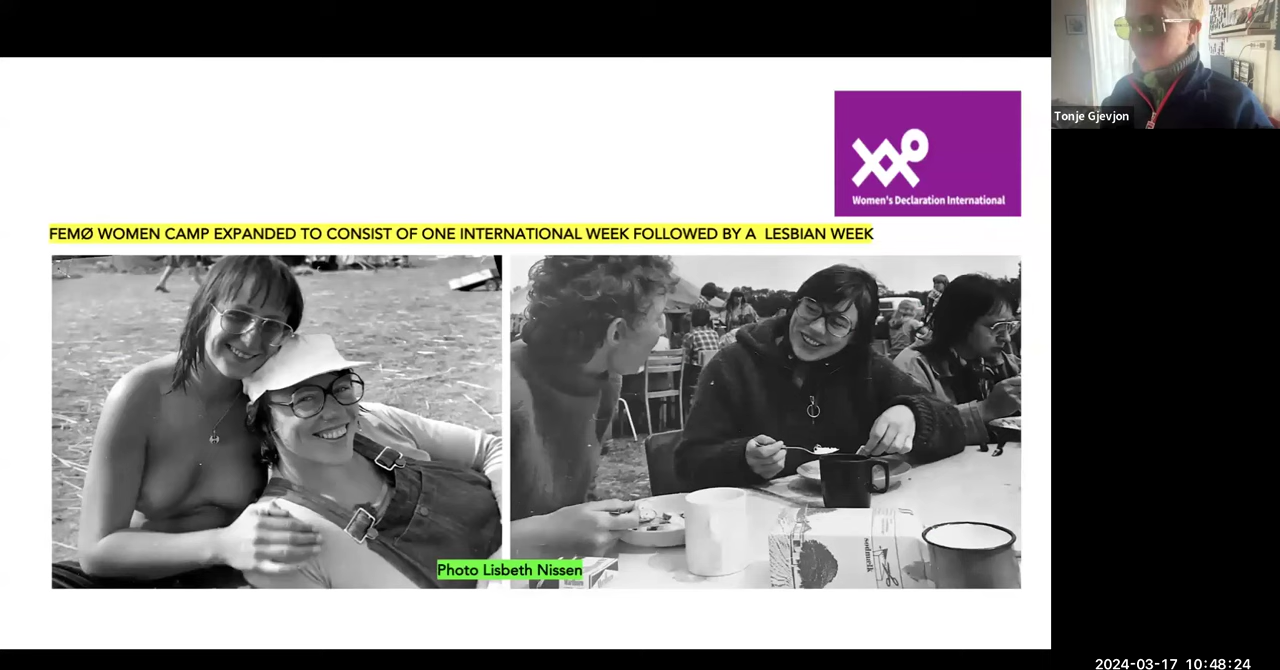 Tonje Gjevjon
Women's Declaration International
FEMØ WOMEN CAMP EXPANDED TO CONSIST OF ONE INTERNATIONAL WEEK FOLLOWED BY A LESBIAN WEEK
sødmælk
Photo Lisbeth Nissen
2024-03-17 10:48:24